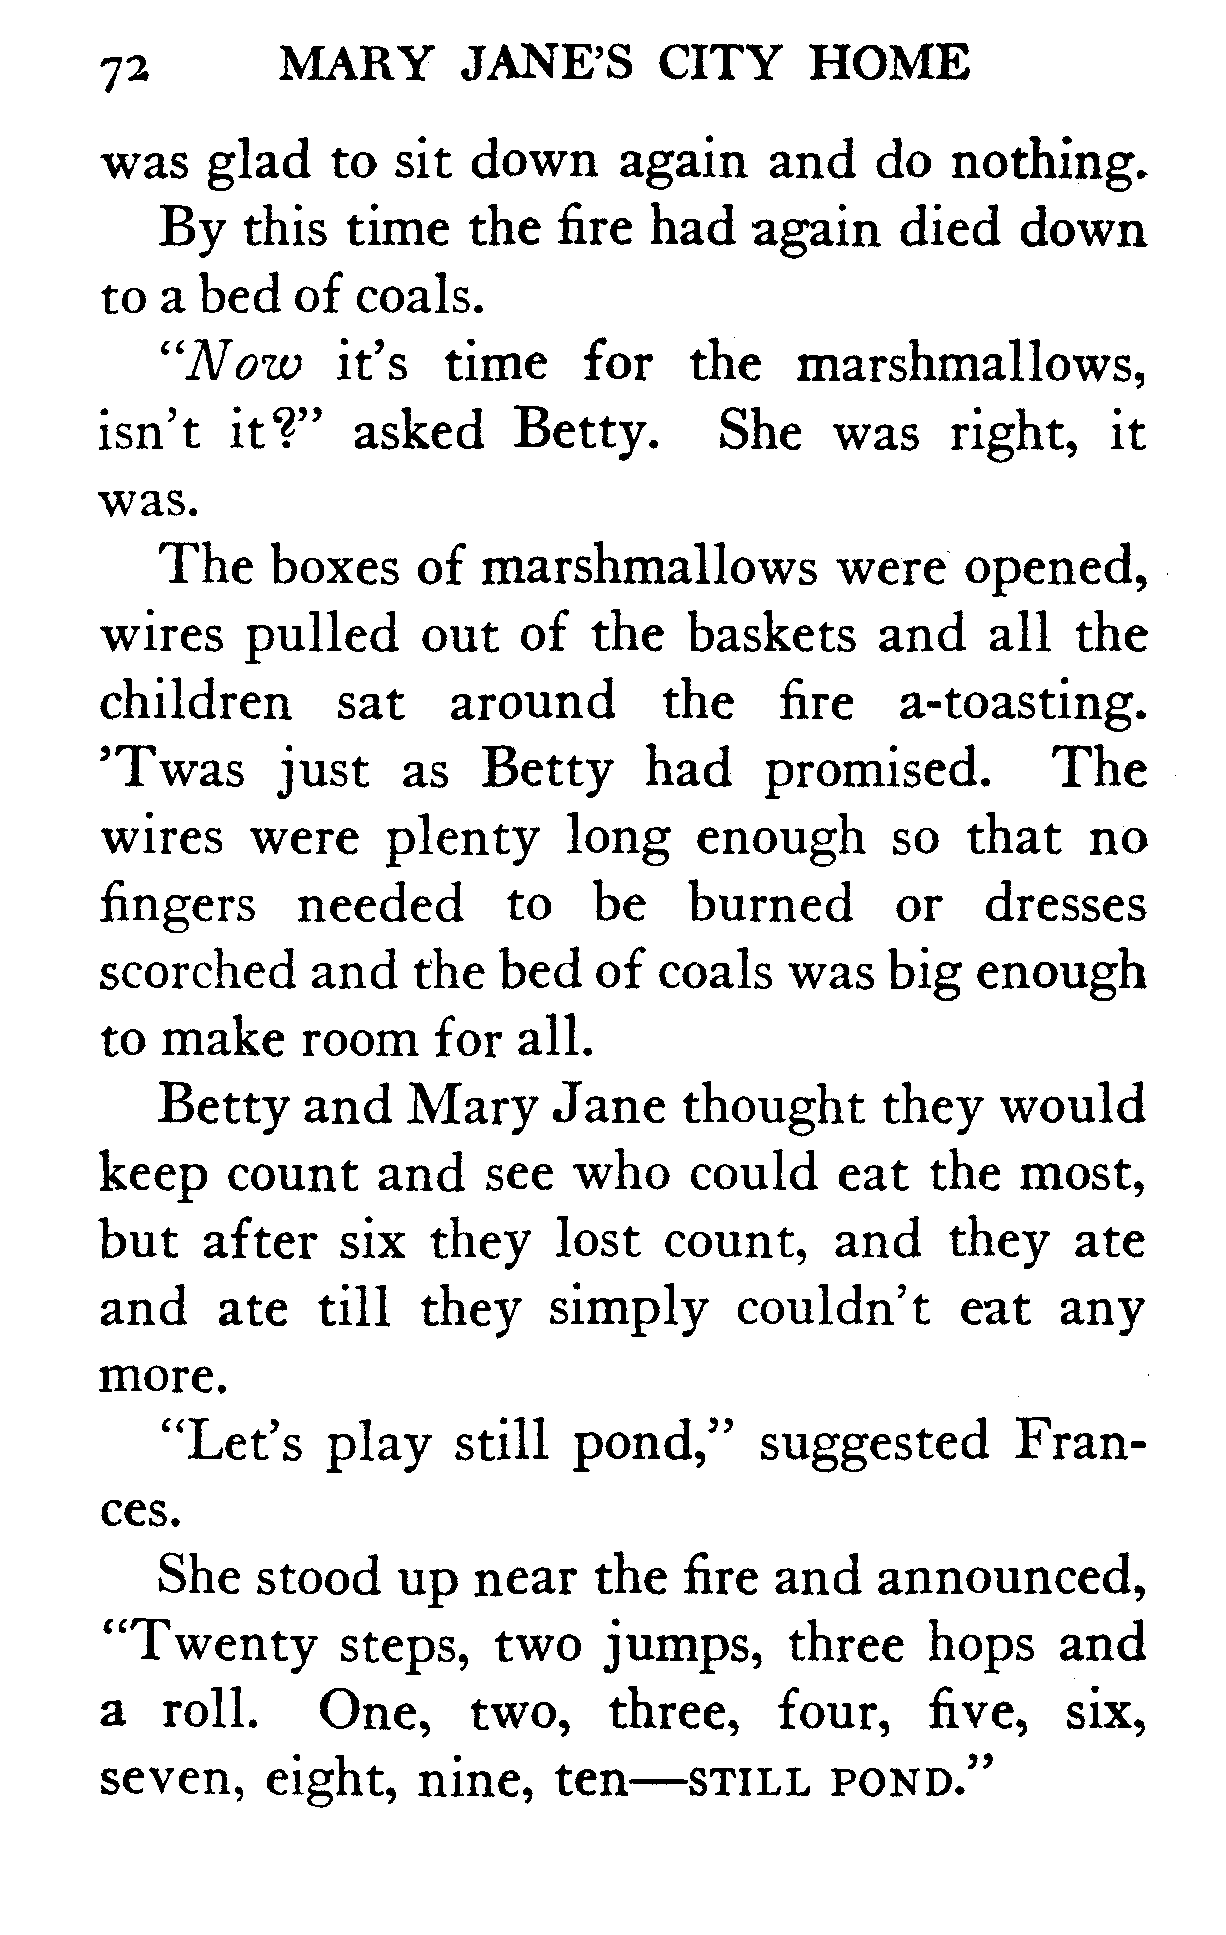 72 MARY JANE'S CITY HOME
was glad to sit down again and do nothing.
By this time the fire had again died down
to a bed of coals.
“Now it’s time for the marshmallows,
isn’t it?” asked Betty. She was right, it
was.
The boxes of marshmallows were opened,
wires pulled out of the baskets and all the
children sat around the fire a-toasting.
’Twas just as Betty had promised. The
wires were plenty long enough so that no
fingers needed to be burned or dresses
scorched and the bed of coals was big enough
to make room for all.
Betty and Mary Jane thought they would
keep count and see who could eat the most,
but after six they lost count, and they ate
and ate till they simply couldn’t eat any
more.
“Let’s play still pond,” suggested Fran-
ces.
She stood up near the fire and announced,
“Twenty steps, two jumps, three hops and
a roll. One, two, three, four, five, six,
seven, eight, nine, ten—STILL POND.”